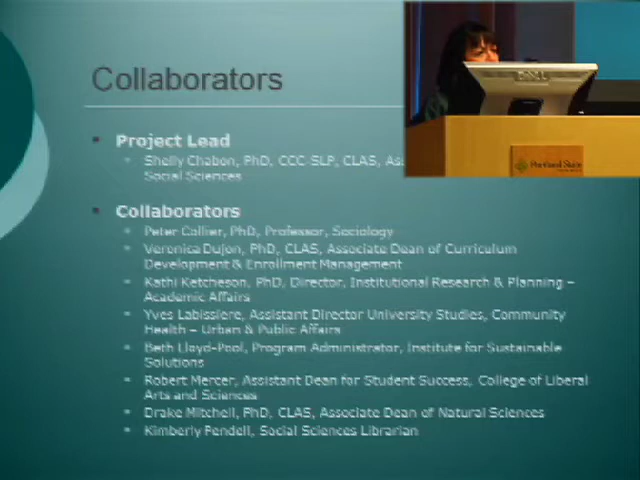 Collaborators
Project Lead
Shelly Chabon, PhD, CCC SLP, CLAS,
Social Sciences
Collaborators
Peter Collier, PhD, Professor, Sociology
Veronica Dujon, PhD, CLAS, Associate Dean of Curriculum
Development & Enrollment Management
Kathi Ketcheson, PhD, Director, Institutional Research & Planning –
Academic Affairs
Yves Labissiere, Assistant Director University Studies, Community
Health – Urban & Public Affairs
Beth Lloyd-Pool, Program Administrator, Institute for Sustainable
Solutions
Robert Mercer, Assistant Dean for Student Success, College of Liberal
Arts and Sciences
Drake Mitchell, PhD, CLAS, Associate Dean of Natural Sciences
Kimberly Pendell, Social Sciences Librarian
Portland State